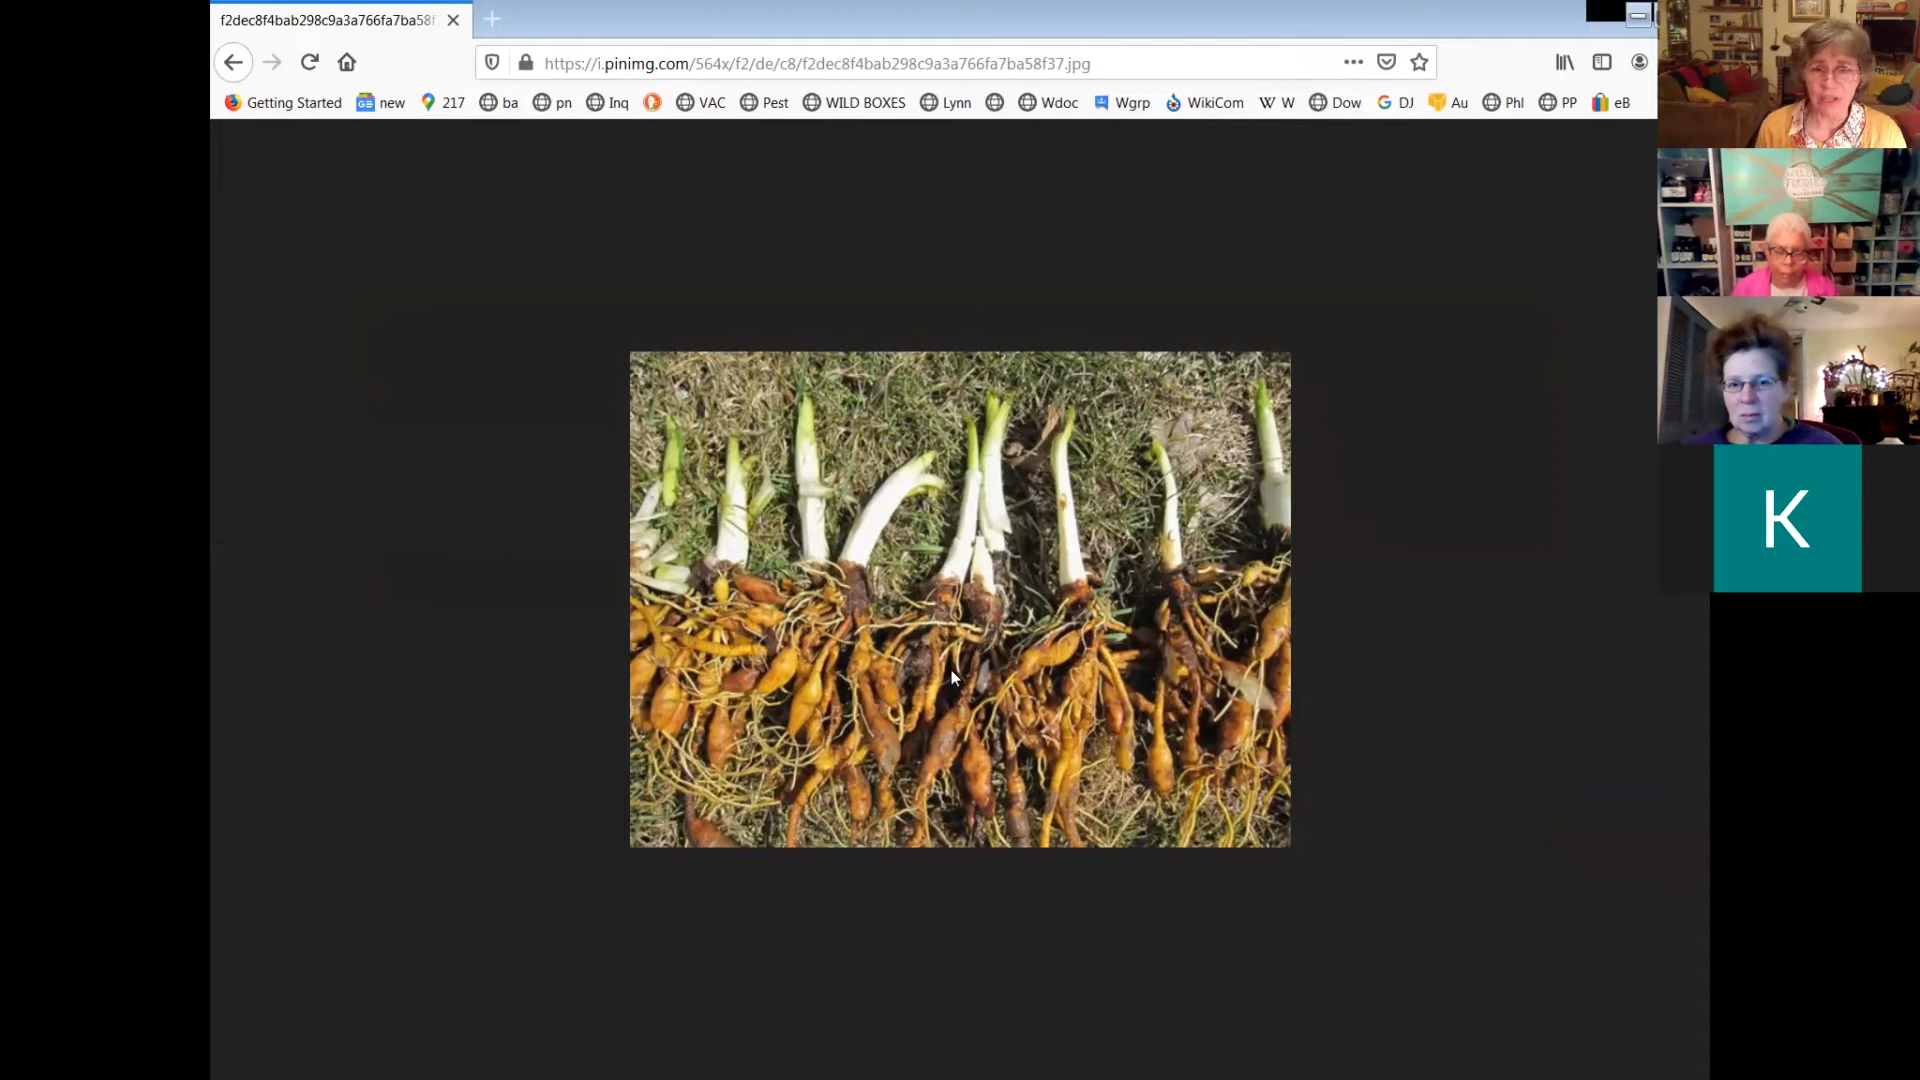 f2dec8f4bab298c9a3a766fa7ba58f
https://i.pinimg.com/564x/f2/de/c8/f2dec8f4bab298c9a3a766fa7ba58f37.jpg
Getting Started new 217 ba pn Inq VAC Pest WILD BOXES Lynn Wdoc Wgrp WikiCom W W Dow G DJ Au Phl PP eB
K